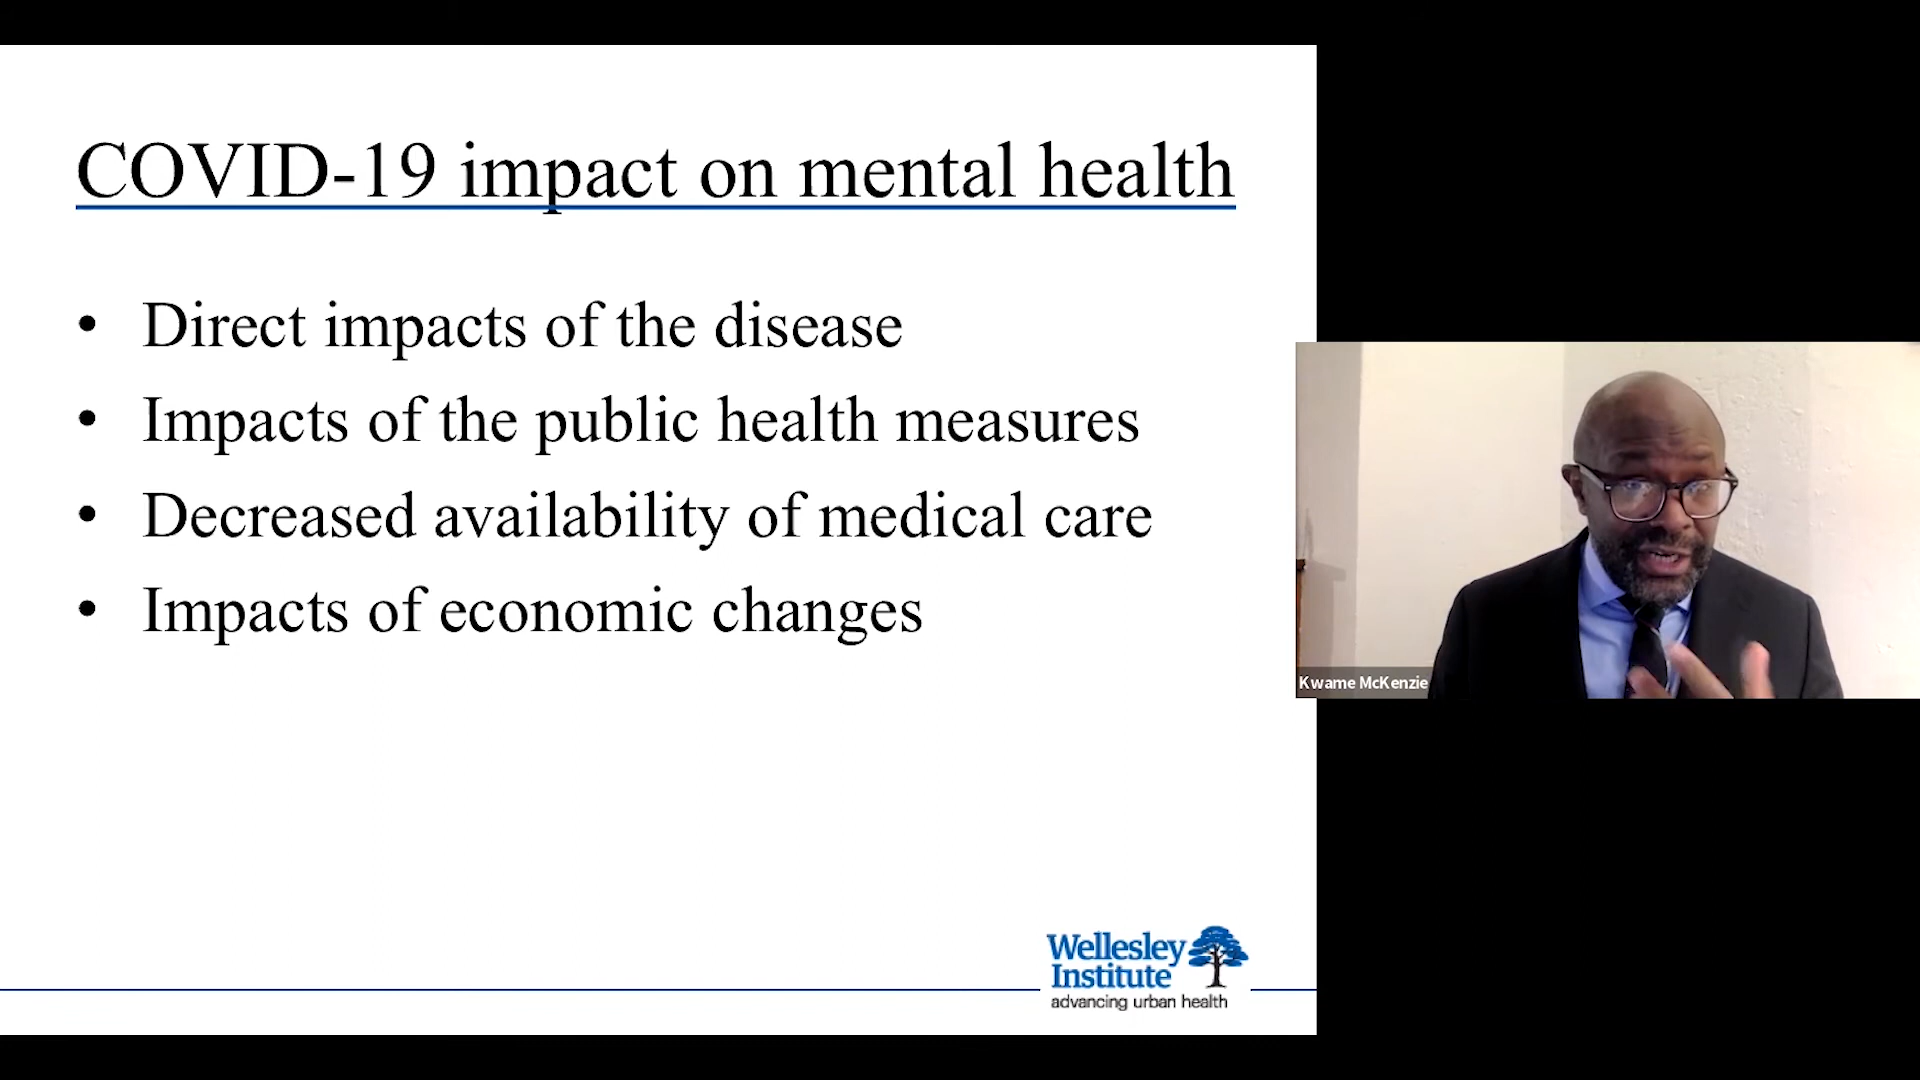 COVID-19 impact on mental health
• Direct impacts of the disease
• Impacts of the public health measures
• Decreased availability of medical care
• Impacts of economic changes
Kwame McKenzie
Wellesley
Institute
advancing urban health